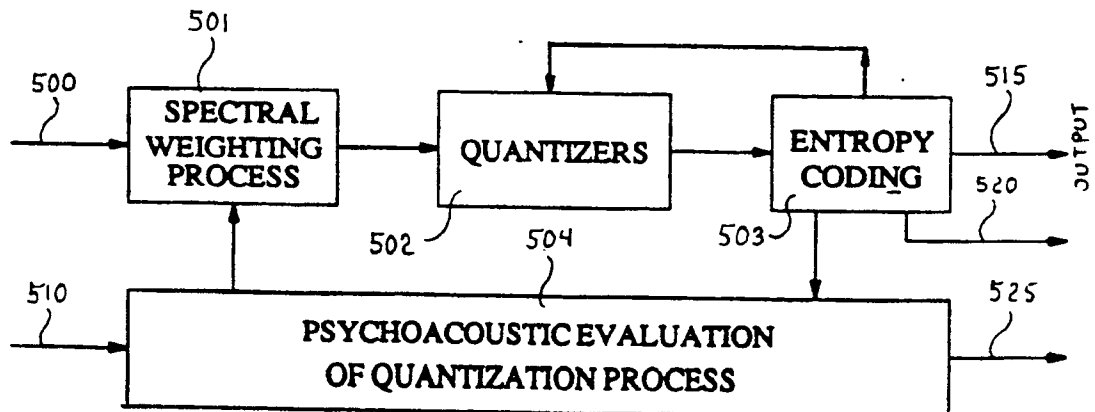 501
500
SPECTRAL
WEIGHTING
PROCESS
QUANTIZERS
ENTROPY
CODING
515
OUTPUT
520
502
504
503
510
525
PSYCHOACOUSTIC EVALUATION
OF QUANTIZATION PROCESS